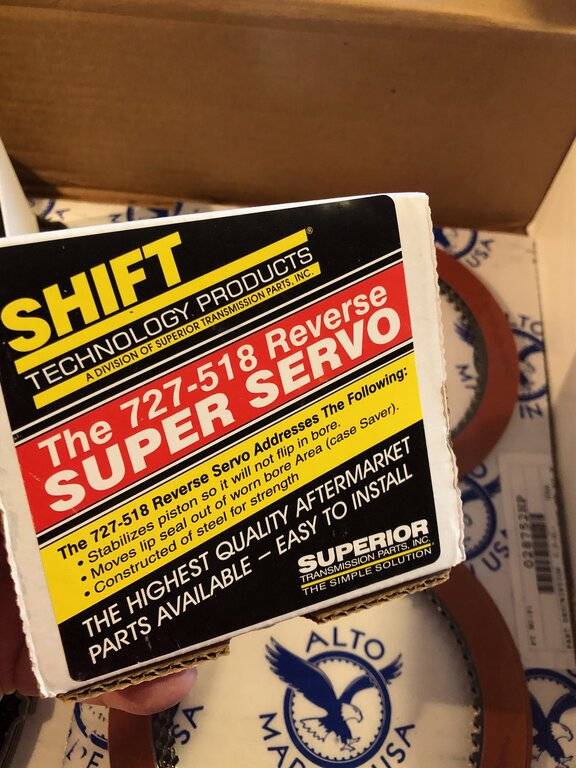 SHIFT®
TECHNOLOGY PRODUCTS
A DIVISION OF SUPERIOR TRANSMISSION PARTS, INC.
The 727-518 Reverse
SUPER SERVO
The 727-518 Reverse Servo Addresses The Following:
• Stabilizes piston so it will not flip in bore.
• Moves lip seal out of worn bore Area (case Saver).
• Constructed of steel for strength
THE HIGHEST QUALITY AFTERMARKET
PARTS AVAILABLE – EASY TO INSTALL
SUPERIOR
TRANSMISSION PARTS, INC.
THE SIMPLE SOLUTION
USA
USA
ALTO
USA